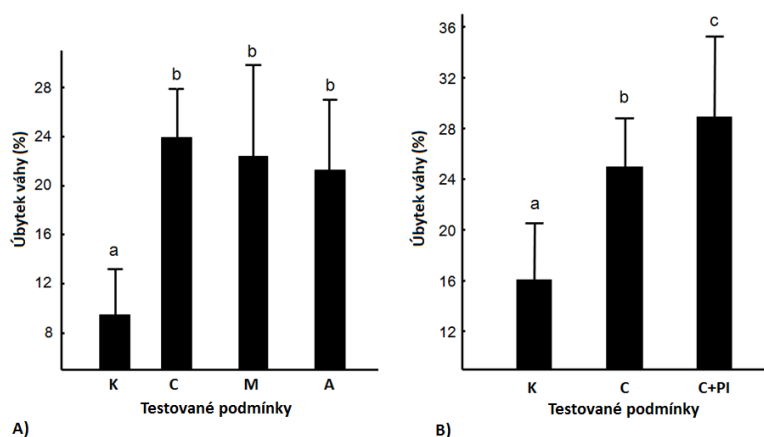 Úbytek váhy (%)
28
24
22
16
12
8
a
b
b
b
K C M A
Testované podmínky
A)
Úbytek váhy (%)
36
32
28
24
20
16
12
a
b
c
K C C+PI
Testované podmínky
B)